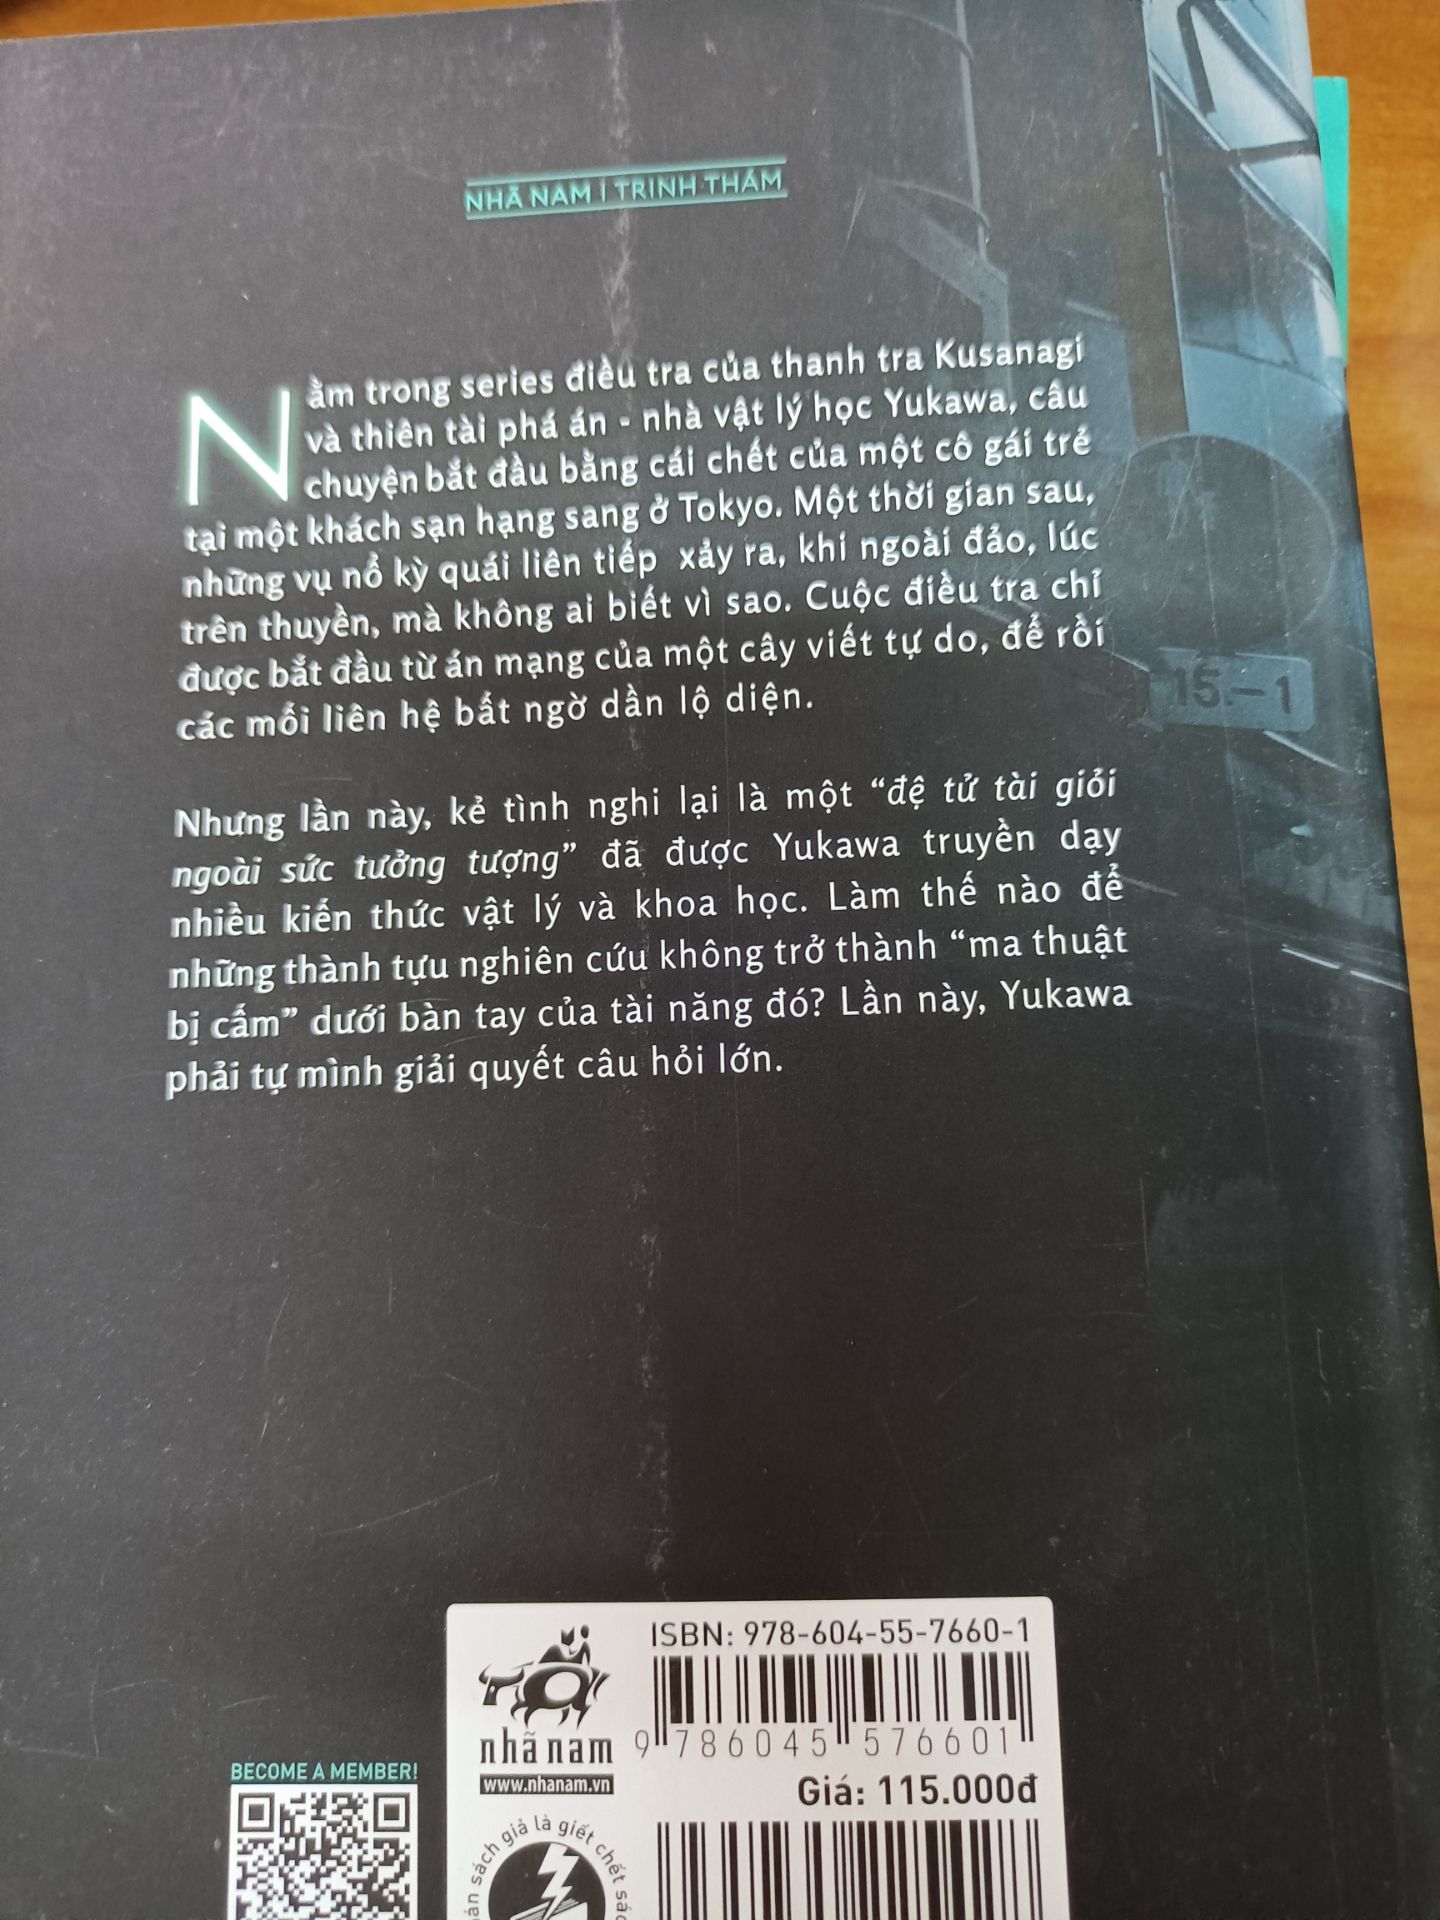 NHÃ NAM | TRINH THÁM
Nằm trong series điều tra của thanh tra Kusanagi
và thiên tài phá án - nhà vật lý học Yukawa, câu
chuyện bắt đầu bằng cái chết của một cô gái trẻ
tại một khách sạn hạng sang ở Tokyo. Một thời gian sau,
những vụ nổ kỳ quái liên tiếp xảy ra, khi ngoài đảo, lúc
trên thuyền, mà không ai biết vì sao. Cuộc điều tra chỉ
được bắt đầu từ án mạng của một cây viết tự do, để rồi
các mối liên hệ bất ngờ dần lộ diện.
Nhưng lần này, kẻ tình nghi lại là một “đệ tử tài giỏi
ngoài sức tưởng tượng” đã được Yukawa truyền dạy
nhiều kiến thức vật lý và khoa học. Làm thế nào để
những thành tựu nghiên cứu không trở thành “ma thuật
bị cấm” dưới bàn tay của tài năng đó? Lần này, Yukawa
phải tự mình giải quyết câu hỏi lớn.
15.-1
ISBN: 978-604-55-7660-1
9 786045 576601
nhã nam
www.nhanam.vn
Giá: 115.000đ
BECOME A MEMBER!
sách giả là giết chết